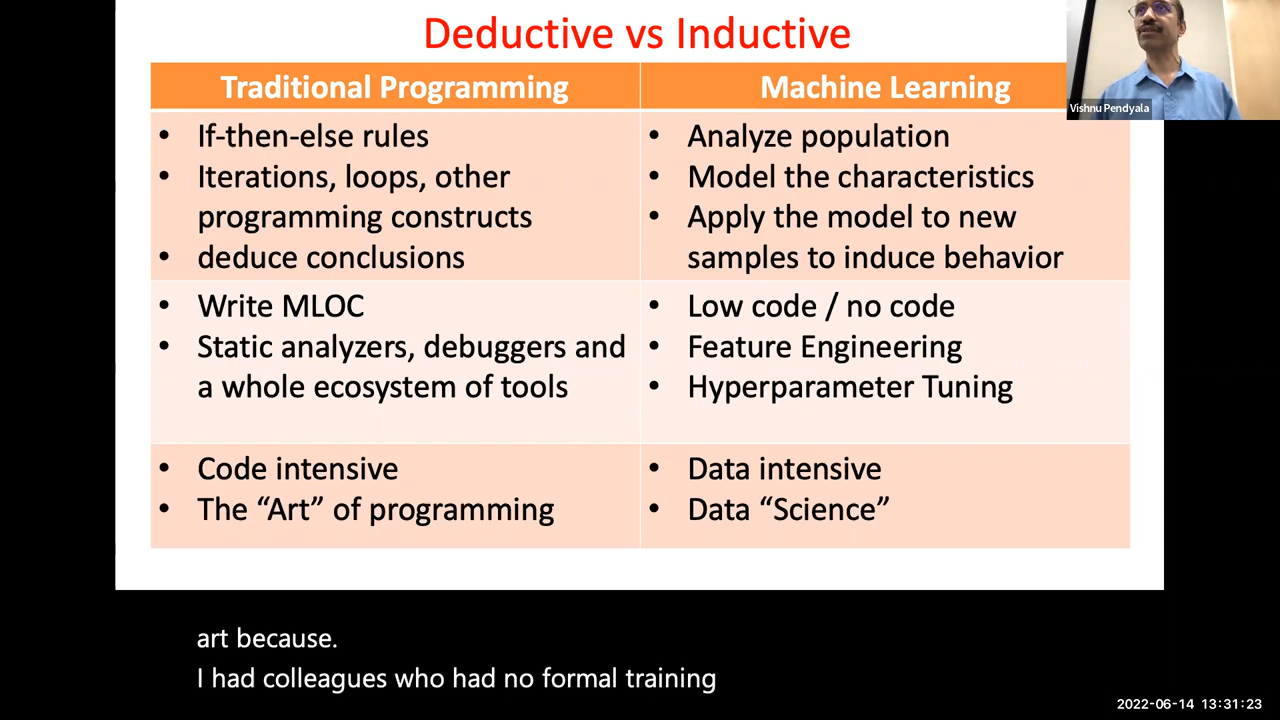 Deductive vs Inductive
Vishnu Pendyala
Traditional Programming
Machine Learning
• If-then-else rules
• Iterations, loops, other
programming constructs
• deduce conclusions
• Analyze population
• Model the characteristics
• Apply the model to new
samples to induce behavior
• Write MLOC
• Static analyzers, debuggers and
a whole ecosystem of tools
• Low code / no code
• Feature Engineering
• Hyperparameter Tuning
• Code intensive
• The “Art” of programming
• Data intensive
• Data “Science”
art because.
I had colleagues who had no formal training
2022-06-14 13:31:23